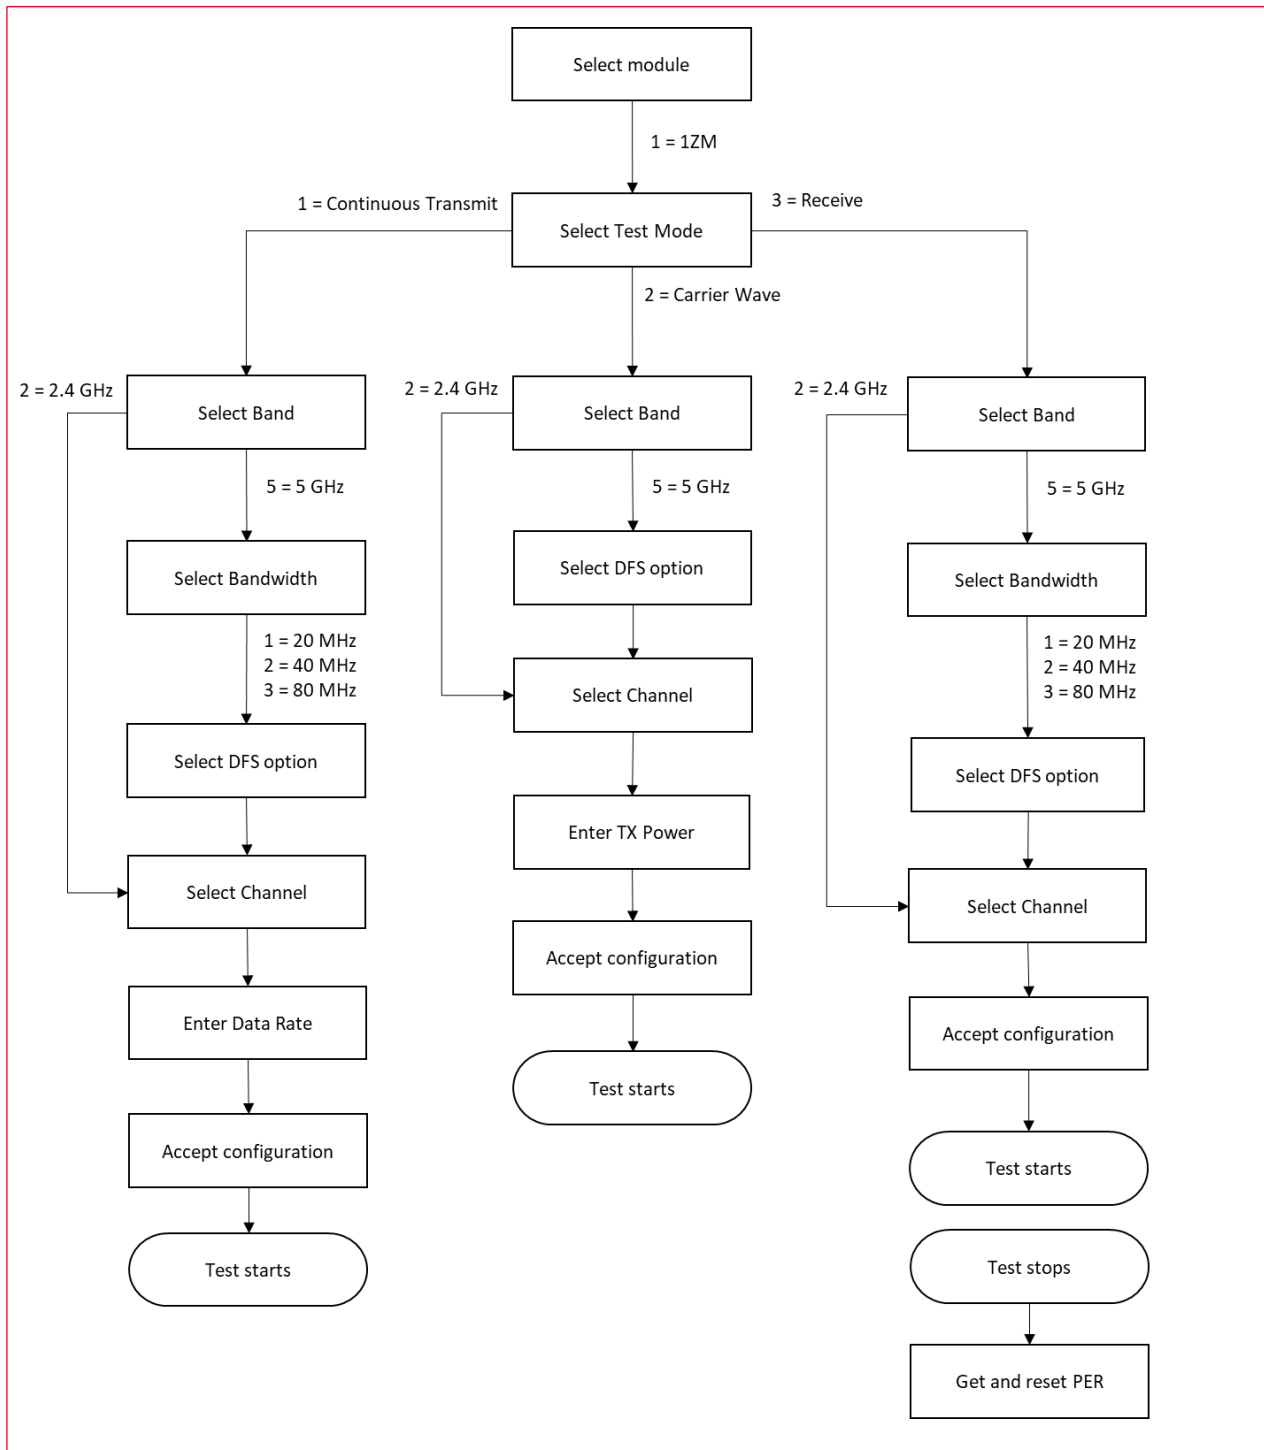 Select module
1 = 1ZM
1 = Continuous Transmit
Select Test Mode
3 = Receive
2 = Carrier Wave
2 = 2.4 GHz
Select Band
5 = 5 GHz
Select Bandwidth
1 = 20 MHz
2 = 40 MHz
3 = 80 MHz
Select DFS option
Select Channel
Enter Data Rate
Accept configuration
Test starts
2 = 2.4 GHz
Select Band
5 = 5 GHz
Select DFS option
Select Channel
Enter TX Power
Accept configuration
Test starts
2 = 2.4 GHz
Select Band
5 = 5 GHz
Select Bandwidth
1 = 20 MHz
2 = 40 MHz
3 = 80 MHz
Select DFS option
Select Channel
Accept configuration
Test starts
Test stops
Get and reset PER